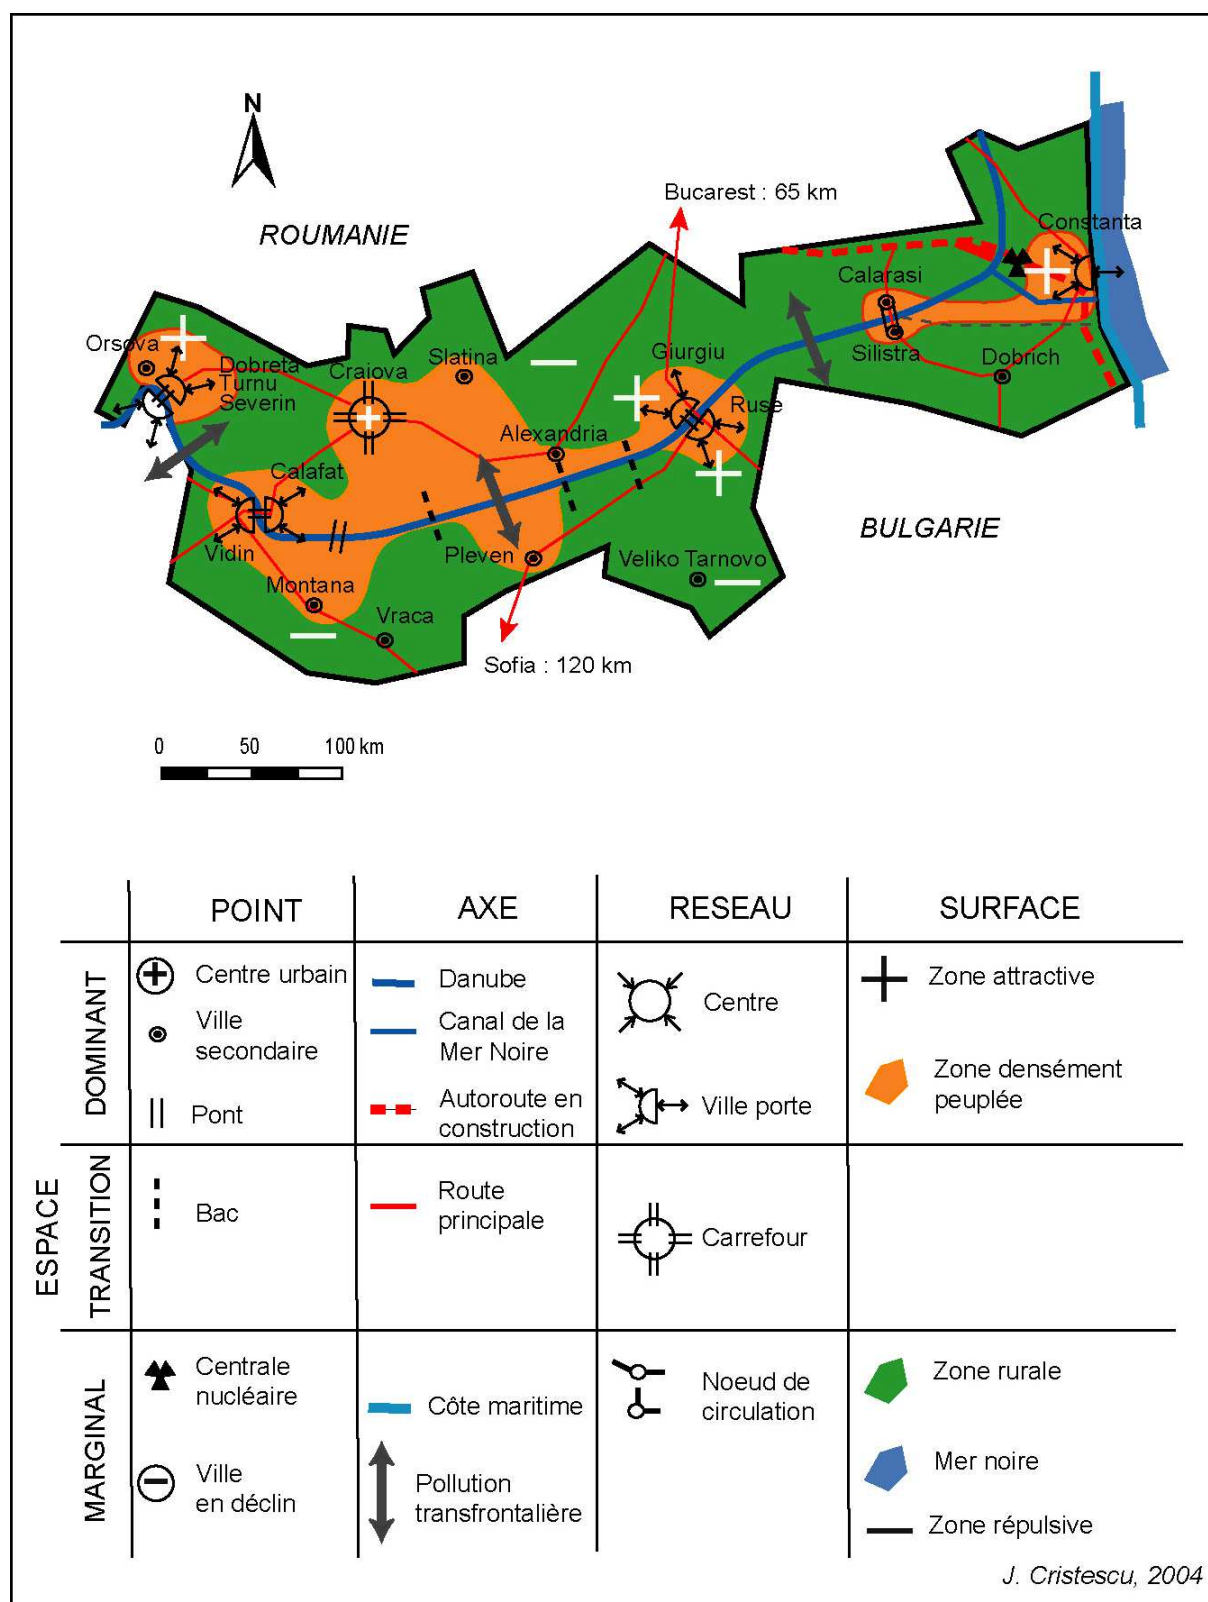 N
Bucarest : 65 km
ROUMANIE
Constanta
Calarasi
Orsova
Dobreta
Turnu
Severin
Craiova
Slatina
Giurgiu
Silistra
Dobrich
Ruse
Alexandria
Calafat
BULGARIE
Vidin
Pleven
Veliko Tarnovo
Montana
Vraca
Sofia : 120 km
0 50 100 km
POINT AXE RESEAU SURFACE
ESPACE
DOMINANT
Centre urbain
Ville
secondaire
Pont
Danube
Canal de la
Mer Noire
Autoroute en
construction
Centre
Ville porte
Zone attractive
Zone densément
peuplée
TRANSITION
Bac
Route
principale
Carrefour
MARGINAL
Centrale
nucléaire
Ville
en déclin
Côte maritime
Pollution
transfrontalière
Noeud de
circulation
Zone rurale
Mer noire
Zone répulsive
J. Cristescu, 2004